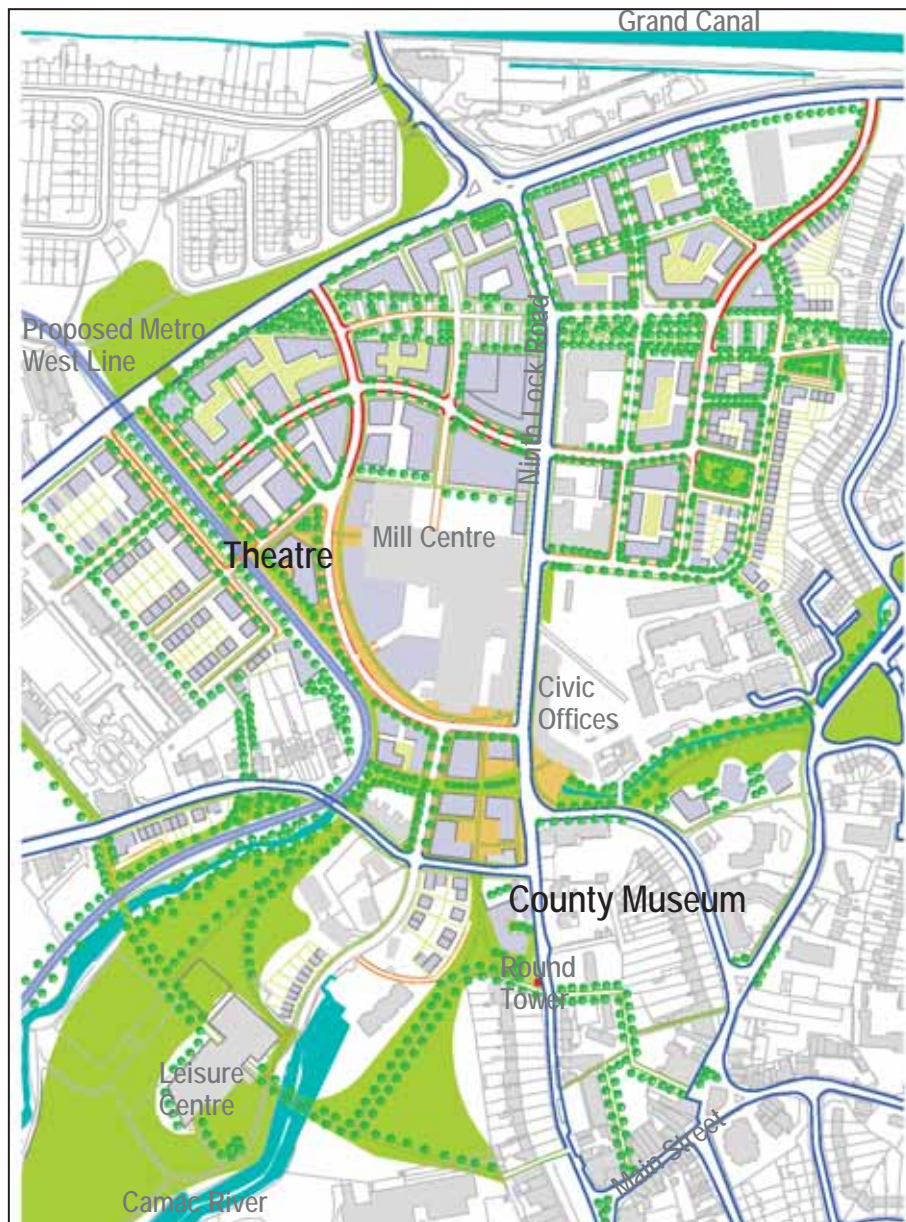 Grand Canal
Proposed Metro
West Line
Ninth Lock Road
Mill Centre
Theatre
Civic
Offices
County Museum
Round
Tower
Leisure
Centre
Main Street
Camac River